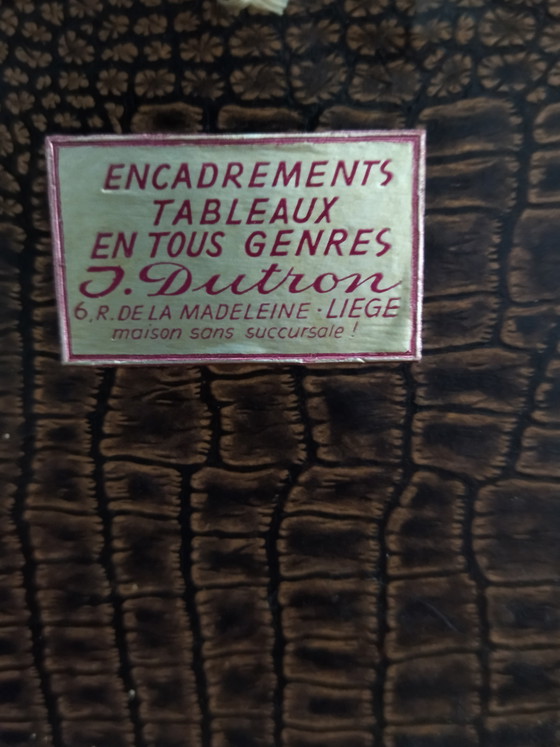 ENCADREMENTS
TABLEAUX
EN TOUS GENRES
J. Dutron
6, R. DE LA MADELEINE · LIEGE
maison sans succursale !